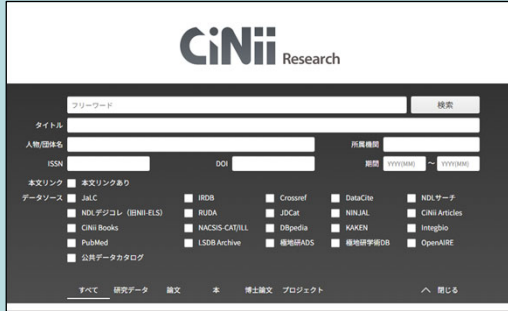 CiNii Research
フリーワード 検索
タイトル
人物/団体名 所属機関
ISSN DOI 期間 YYYY(MM) ~ YYYY(MM)
本文リンク 本文リンクあり
データソース JaLC IRDB Crossref DataCite NDLサーチ
NDLデジコレ（旧NII-ELS） RUDA JDCat NINJAL CiNii Articles
CiNii Books NACSIS-CAT/ILL DBpedia KAKEN Integbio
PubMed LSDB Archive 極地研ADS 極地研学術DB OpenAIRE
公共データカタログ
すべて 研究データ 論文 本 博士論文 プロジェクト 閉じる